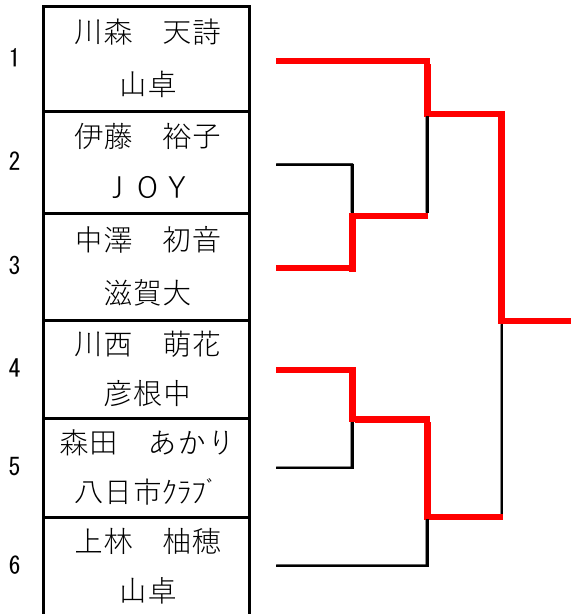 1
川森　天詩
山卓
2
伊藤　裕子
ＪＯＹ
3
中澤　初音
滋賀大
4
川西　萌花
彦根中
5
森田　あかり
八日市ｸﾗﾌﾞ
6
上林　柚穂
山卓